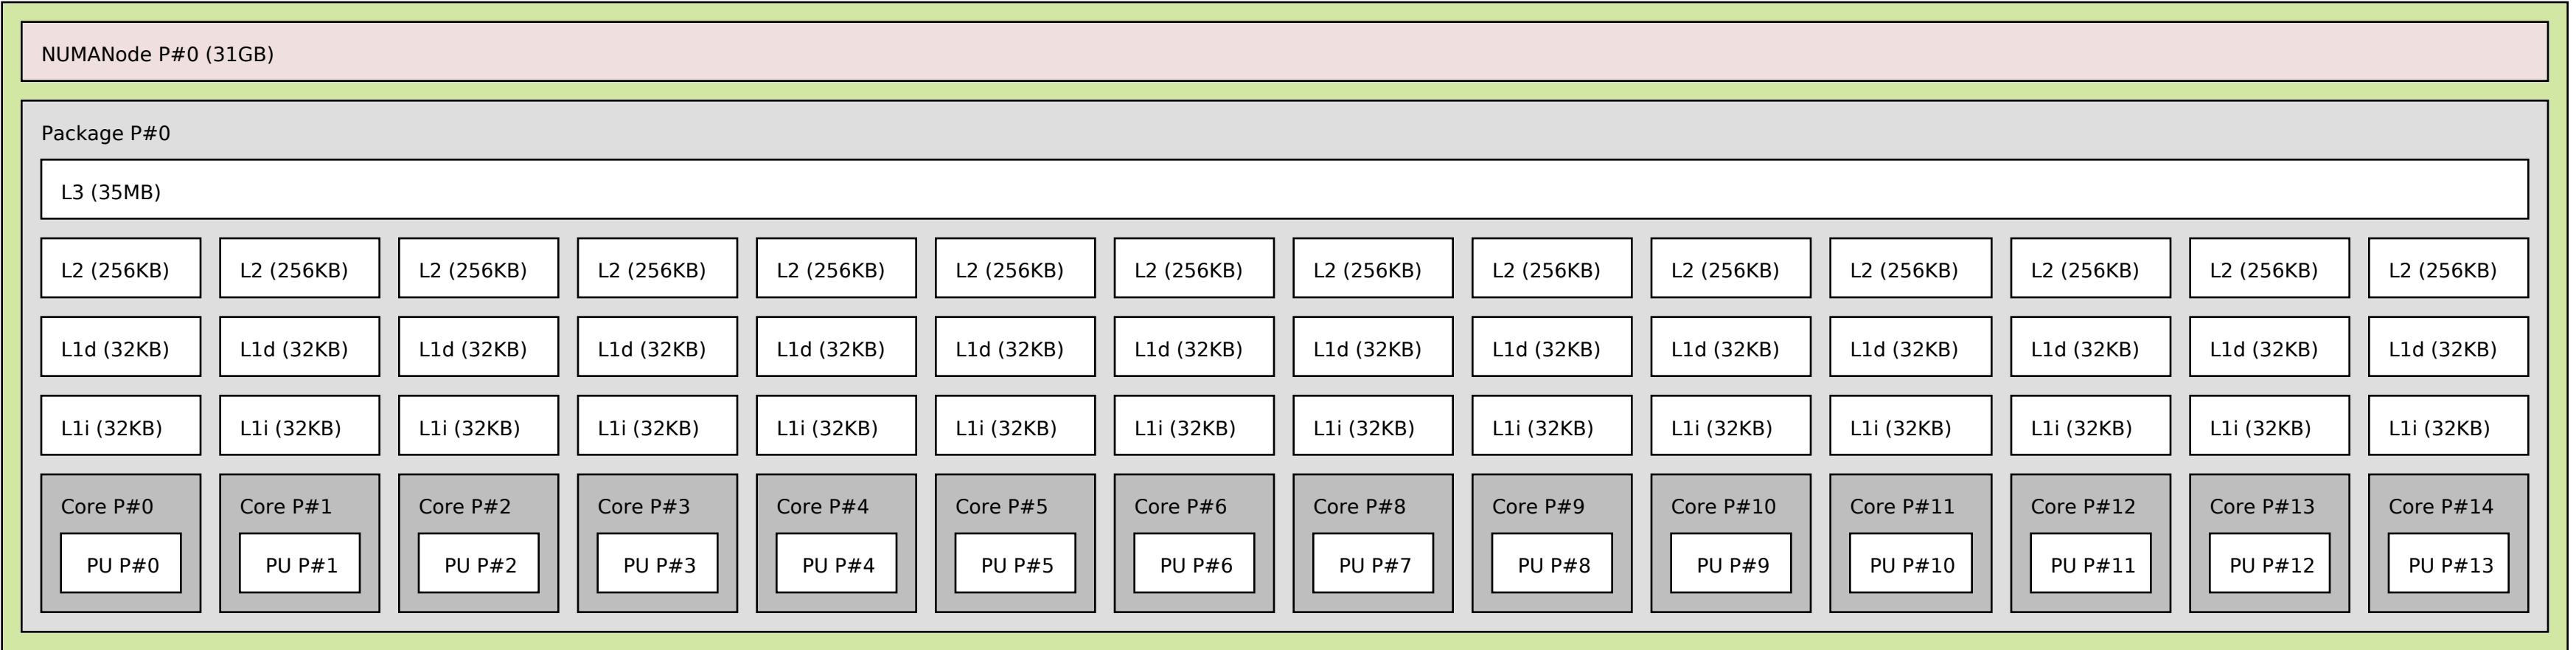 NUMANode P#0 (31GB)
Package P#0
L3 (35MB)
L2 (256KB) L2 (256KB) L2 (256KB) L2 (256KB) L2 (256KB) L2 (256KB) L2 (256KB) L2 (256KB) L2 (256KB) L2 (256KB) L2 (256KB) L2 (256KB) L2 (256KB) L2 (256KB)
L1d (32KB) L1d (32KB) L1d (32KB) L1d (32KB) L1d (32KB) L1d (32KB) L1d (32KB) L1d (32KB) L1d (32KB) L1d (32KB) L1d (32KB) L1d (32KB) L1d (32KB) L1d (32KB)
L1i (32KB) L1i (32KB) L1i (32KB) L1i (32KB) L1i (32KB) L1i (32KB) L1i (32KB) L1i (32KB) L1i (32KB) L1i (32KB) L1i (32KB) L1i (32KB) L1i (32KB) L1i (32KB)
Core P#0 Core P#1 Core P#2 Core P#3 Core P#4 Core P#5 Core P#6 Core P#8 Core P#9 Core P#10 Core P#11 Core P#12 Core P#13 Core P#14
PU P#0 PU P#1 PU P#2 PU P#3 PU P#4 PU P#5 PU P#6 PU P#7 PU P#8 PU P#9 PU P#10 PU P#11 PU P#12 PU P#13